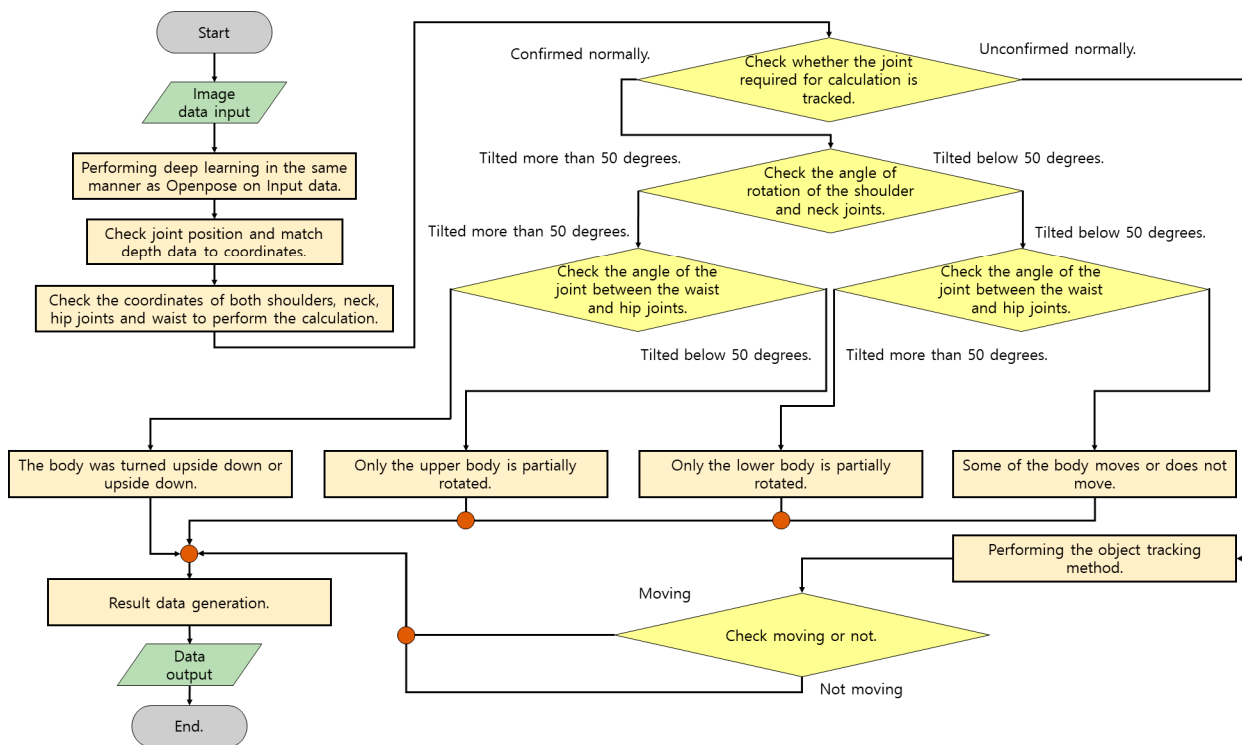 Start
Image
data input
Performing deep learning in the same
manner as Openpose on Input data.
Check joint position and match
depth data to coordinates.
Check the coordinates of both shoulders, neck,
hip joints and waist to perform the calculation.
Confirmed normally.
Unconfirmed normally.
Check whether the joint
required for calculation is
tracked.
Tilted more than 50 degrees.
Tilted below 50 degrees.
Check the angle of
rotation of the shoulder
and neck joints.
Tilted more than 50 degrees.
Tilted below 50 degrees.
Check the angle of the
joint between the waist
and hip joints.
Check the angle of the
joint between the waist
and hip joints.
Tilted below 50 degrees.
Tilted more than 50 degrees.
The body was turned upside down or
upside down.
Only the upper body is partially
rotated.
Only the lower body is partially
rotated.
Some of the body moves or does not
move.
Performing the object tracking
method.
Moving
Check moving or not.
Not moving
Result data generation.
Data
output
End.